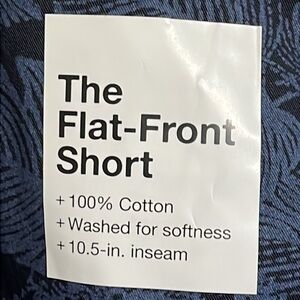 The
Flat-Front
Short
+ 100% Cotton
+ Washed for softness
+ 10.5-in. inseam